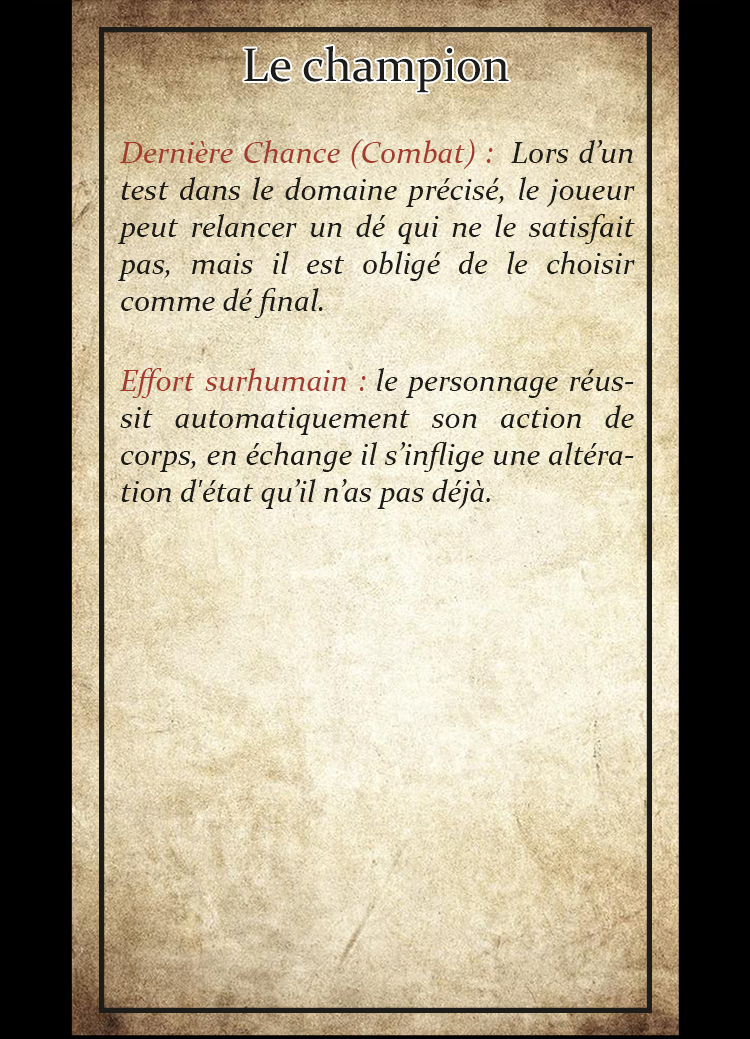 Le champion
Dernière Chance (Combat) : Lors d’un
test dans le domaine précisé, le joueur
peut relancer un dé qui ne le satisfait
pas, mais il est obligé de le choisir
comme dé final.
Effort surhumain : le personnage réus-
sit automatiquement son action de
corps, en échange il s’inflige une altéra-
tion d'état qu’il n’as pas déjà.